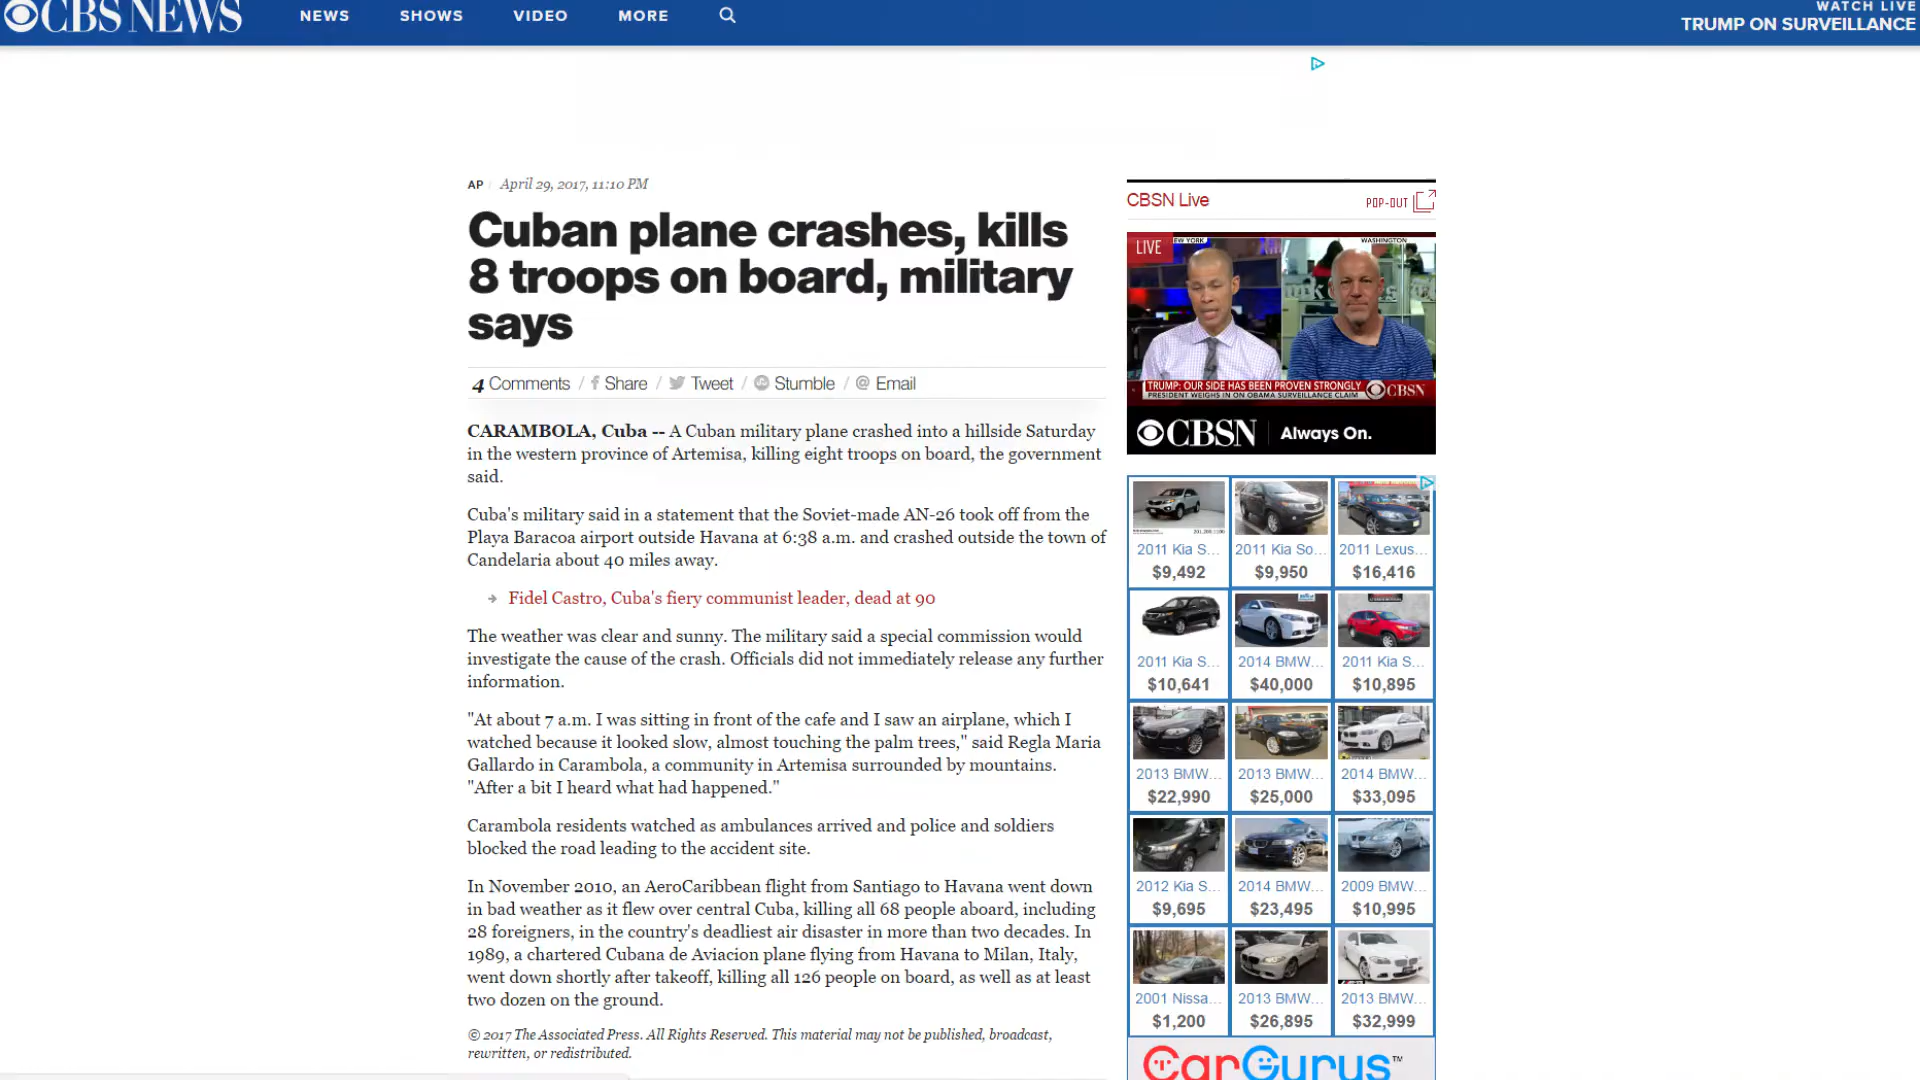 CBS NEWS
NEWS
SHOWS
VIDEO
MORE
WATCH LIVE
TRUMP ON SURVEILLANCE
AP / April 29, 2017, 11:10 PM
Cuban plane crashes, kills
8 troops on board, military
says
4 Comments / Share / Tweet / Stumble / @ Email
CARAMBOLA, Cuba -- A Cuban military plane crashed into a hillside Saturday
in the western province of Artemisa, killing eight troops on board, the government
said.
Cuba's military said in a statement that the Soviet-made AN-26 took off from the
Playa Baracoa airport outside Havana at 6:38 a.m. and crashed outside the town of
Candelaria about 40 miles away.
Fidel Castro, Cuba's fiery communist leader, dead at 90
The weather was clear and sunny. The military said a special commission would
investigate the cause of the crash. Officials did not immediately release any further
information.
"At about 7 a.m. I was sitting in front of the cafe and I saw an airplane, which I
watched because it looked slow, almost touching the palm trees," said Regla Maria
Gallardo in Carambola, a community in Artemisa surrounded by mountains.
"After a bit I heard what had happened."
Carambola residents watched as ambulances arrived and police and soldiers
blocked the road leading to the accident site.
In November 2010, an AeroCaribbean flight from Santiago to Havana went down
in bad weather as it flew over central Cuba, killing all 68 people aboard, including
28 foreigners, in the country's deadliest air disaster in more than two decades. In
1989, a chartered Cubana de Aviacion plane flying from Havana to Milan, Italy,
went down shortly after takeoff, killing all 126 people on board, as well as at least
two dozen on the ground.
© 2017 The Associated Press. All Rights Reserved. This material may not be published, broadcast,
rewritten, or redistributed.
CBSN Live
POP-OUT
LIVE
EW YORK
WASHINGTON
TRUMP: OUR SIDE HAS BEEN PROVEN STRONGLY
PRESIDENT WEIGHS IN ON OBAMA SURVEILLANCE CLAIM
CBSN
CBSN Always On.
2011 Kia S... 2011 Kia So... 2011 Lexus...
$9,492 $9,950 $16,416
2011 Kia S... 2014 BMW... 2011 Kia S...
$10,641 $40,000 $10,895
2013 BMW... 2013 BMW... 2014 BMW...
$22,990 $25,000 $33,095
2012 Kia S... 2014 BMW... 2009 BMW...
$9,695 $23,495 $10,995
2001 Nissa... 2013 BMW... 2013 BMW...
$1,200 $26,895 $32,999
CarGurus™